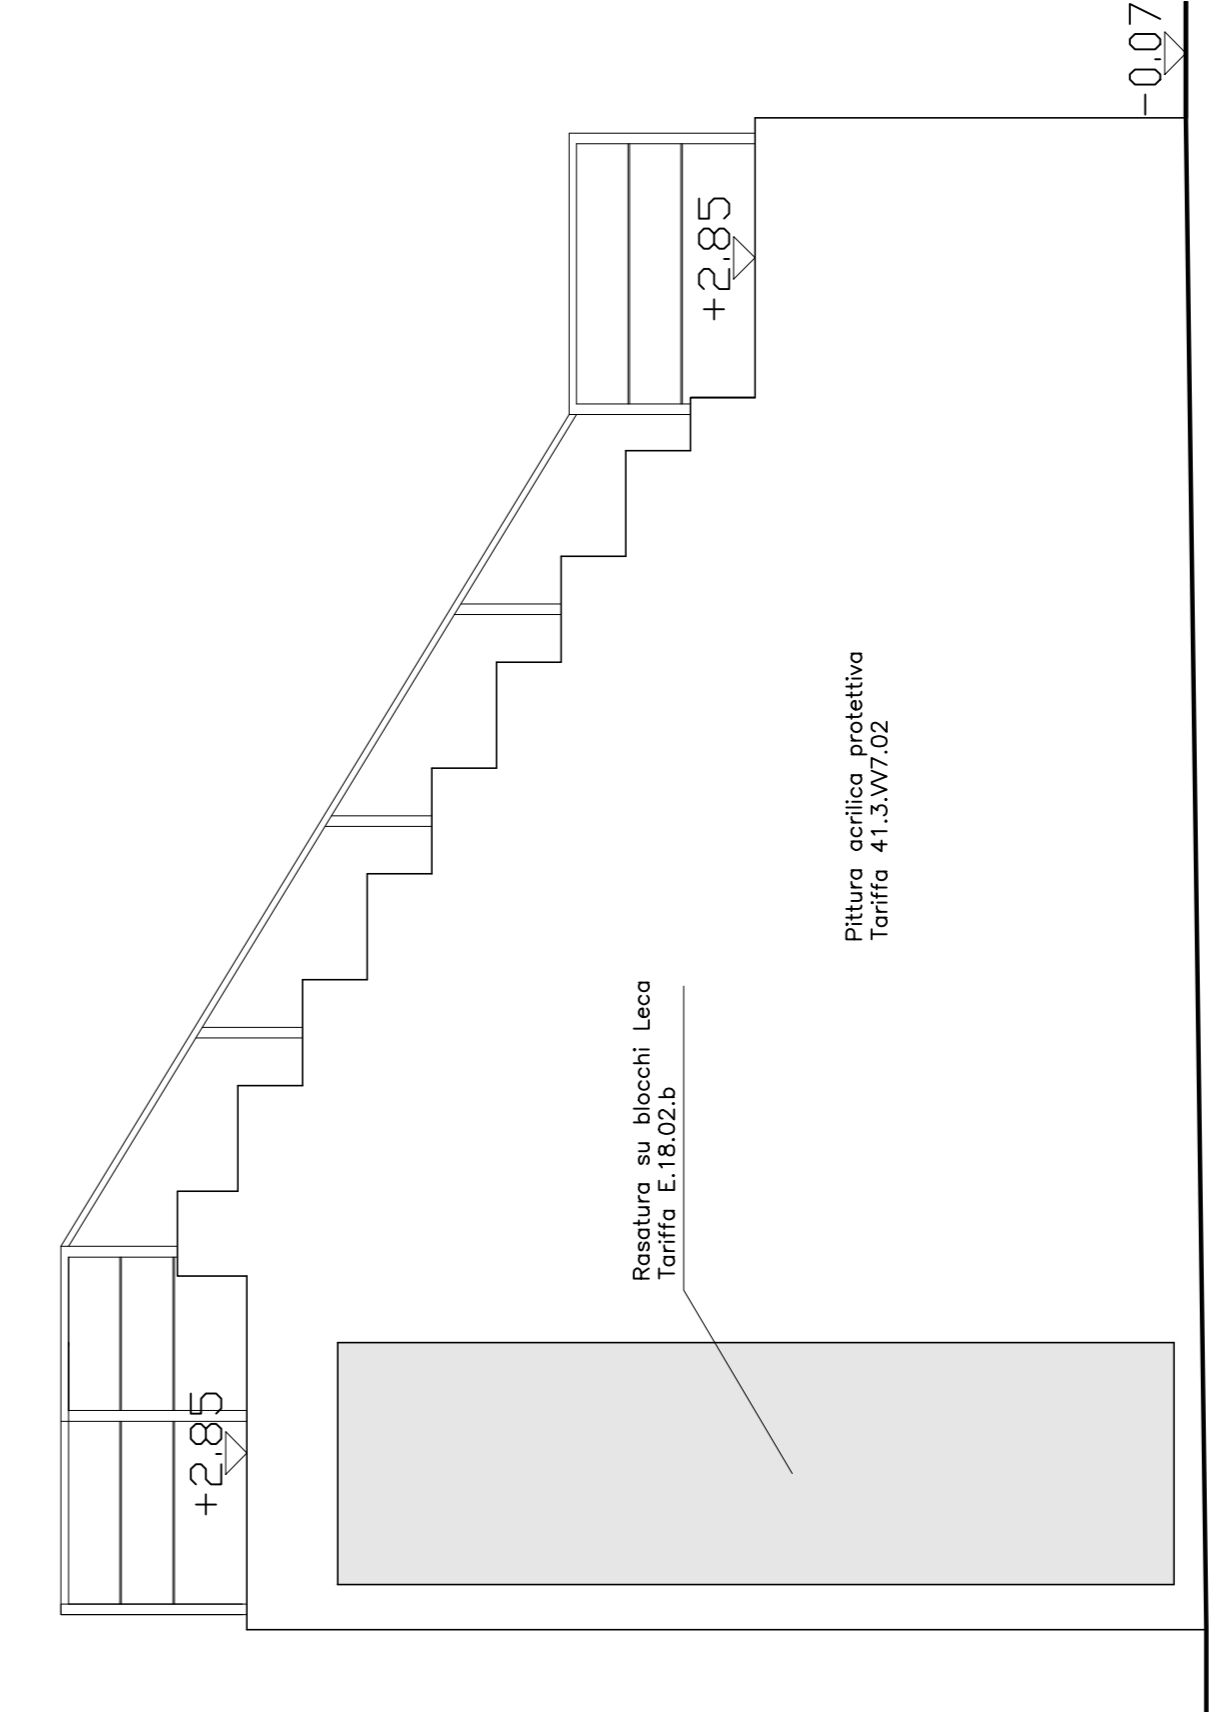 +2.85
Rasatura su blocchi Leca
Tariffa E.18.02.b
Pittura acrilica protettiva
Tariffa 41.3.VV7.02
+2.85
-0.07